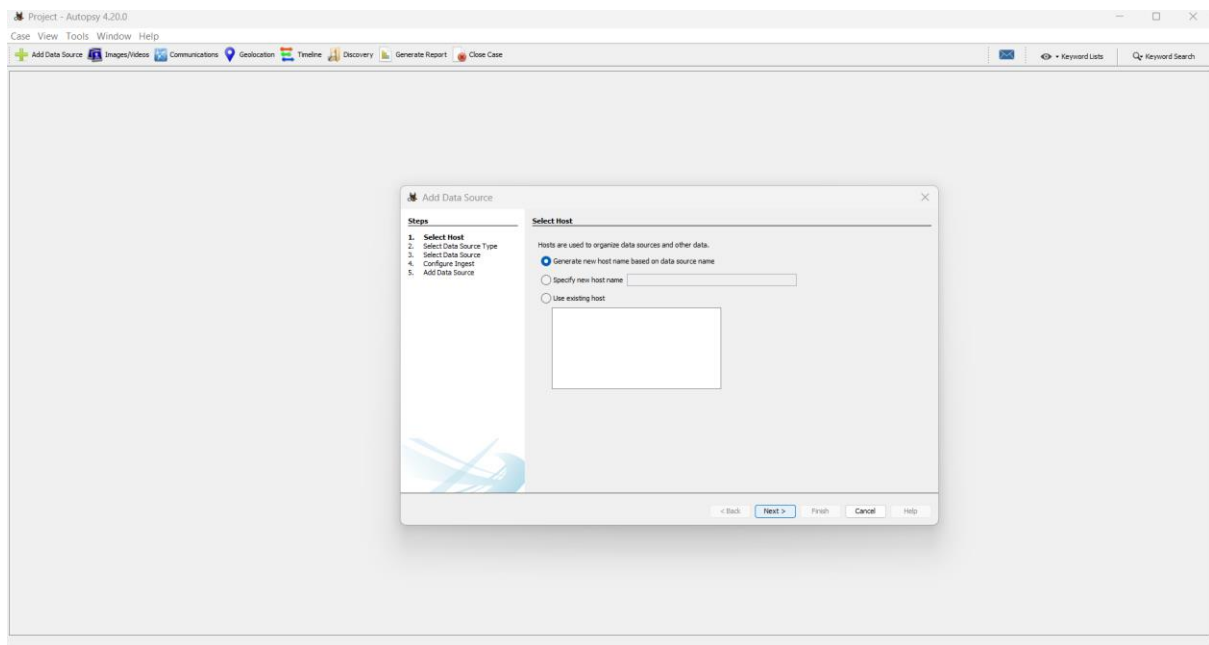 Project - Autopsy 4.20.0
Case View Tools Window Help
Add Data Source Images/Videos Communications Geolocation Timeline Discovery Generate Report Close Case Keyword Lists Keyword Search
Add Data Source
Steps
1. Select Host
2. Select Data Source Type
3. Select Data Source
4. Configure Ingest
5. Add Data Source
Select Host
Hosts are used to organize data sources and other data.
Generate new host name based on data source name
Specify new host name
Use existing host
< Back Next > Finish Cancel Help